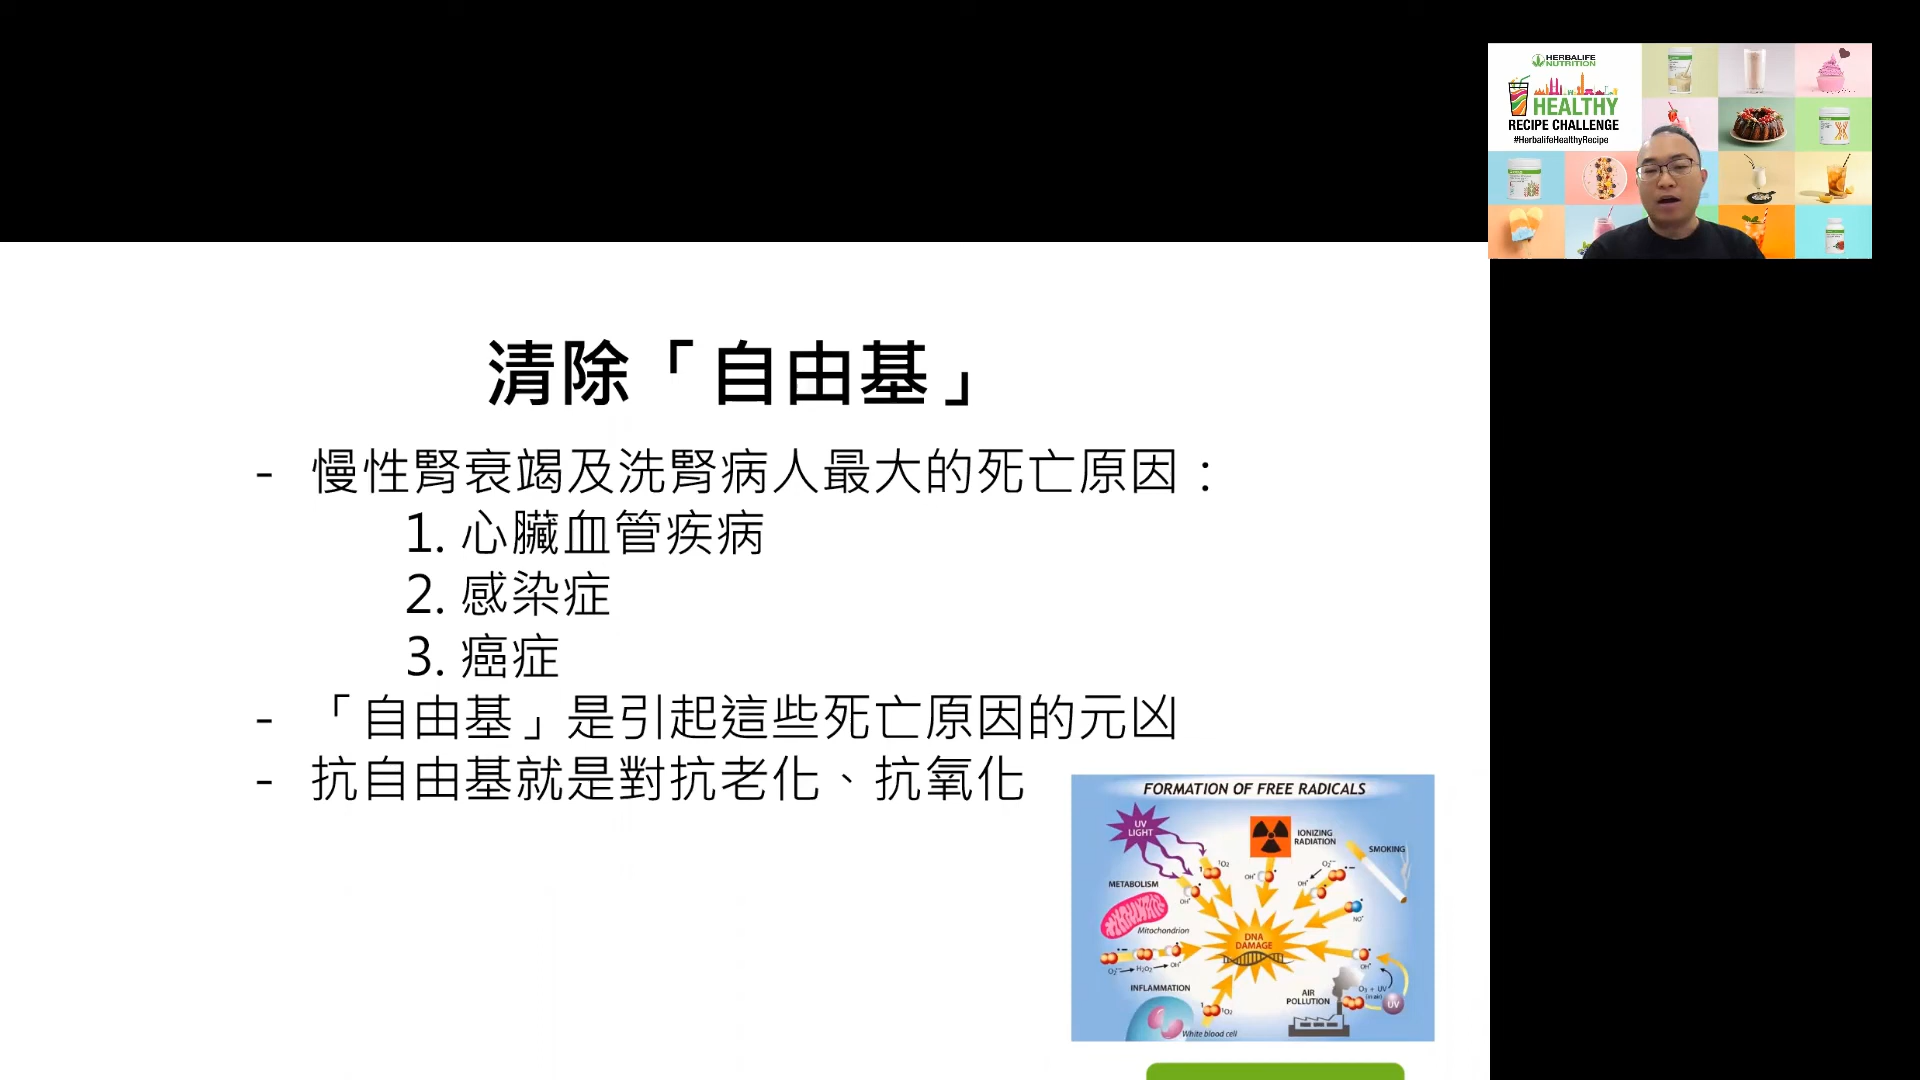 HERBALIFE
NUTRITION
HEALTHY
RECIPE CHALLENGE
#HerbalifeHealthyRecipe
清除「自由基」
- 慢性腎衰竭及洗腎病人最大的死亡原因：
1. 心臟血管疾病
2. 感染症
3. 癌症
- 「自由基」是引起這些死亡原因的元凶
- 抗自由基就是對抗老化、抗氧化
FORMATION OF FREE RADICALS
UV
LIGHT
IONIZING
RADIATION
SMOKING
METABOLISM
Mitochondrion
DNA
DAMAGE
INFLAMMATION
White blood cell
AIR
POLLUTION
O₃ + UV
UV